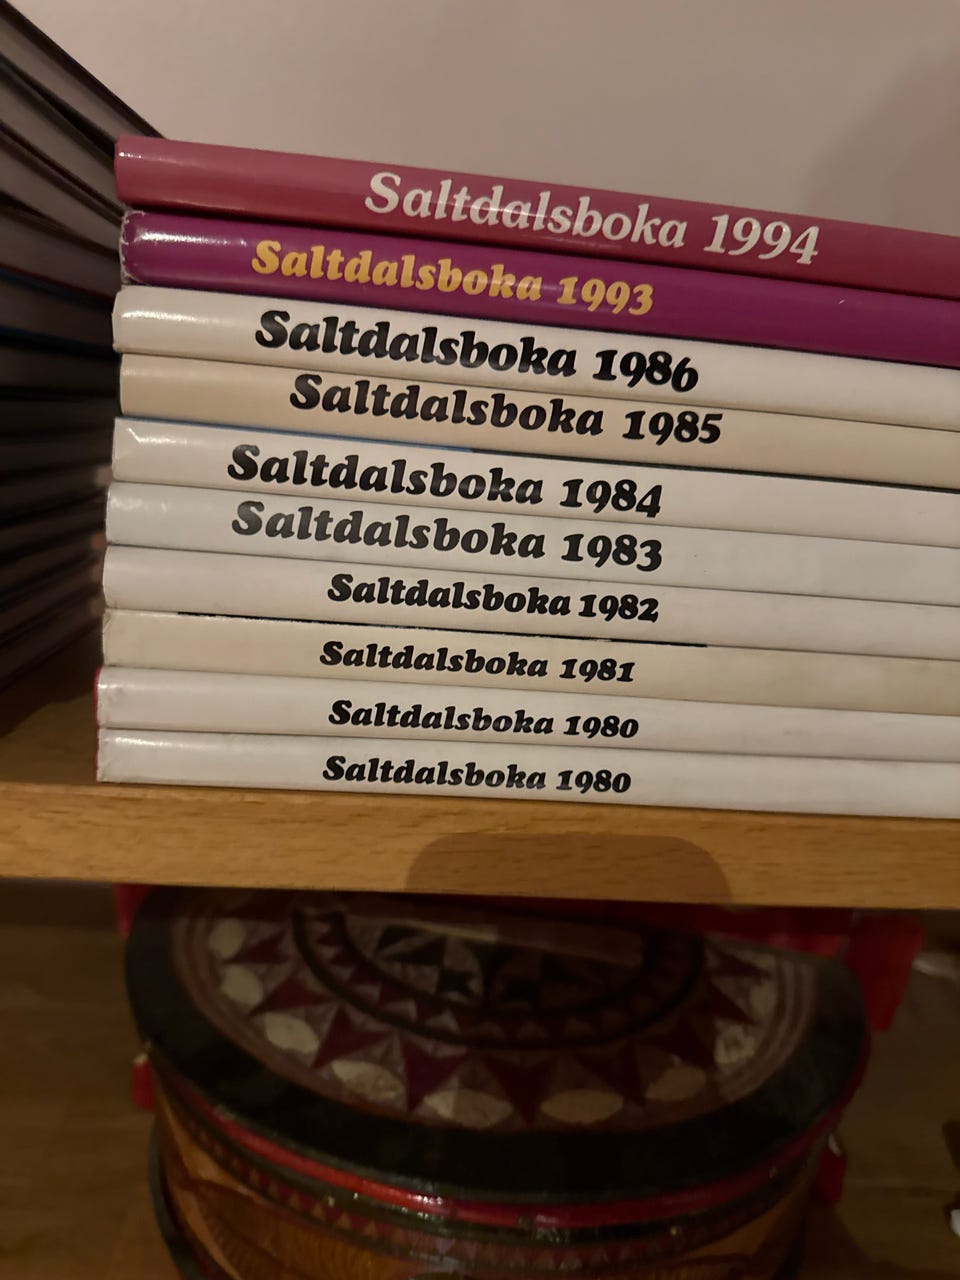 Saltdalsboka 1994
Saltdalsboka 1993
Saltdalsboka 1986
Saltdalsboka 1985
Saltdalsboka 1984
Saltdalsboka 1983
Saltdalsboka 1982
Saltdalsboka 1981
Saltdalsboka 1980
Saltdalsboka 1980